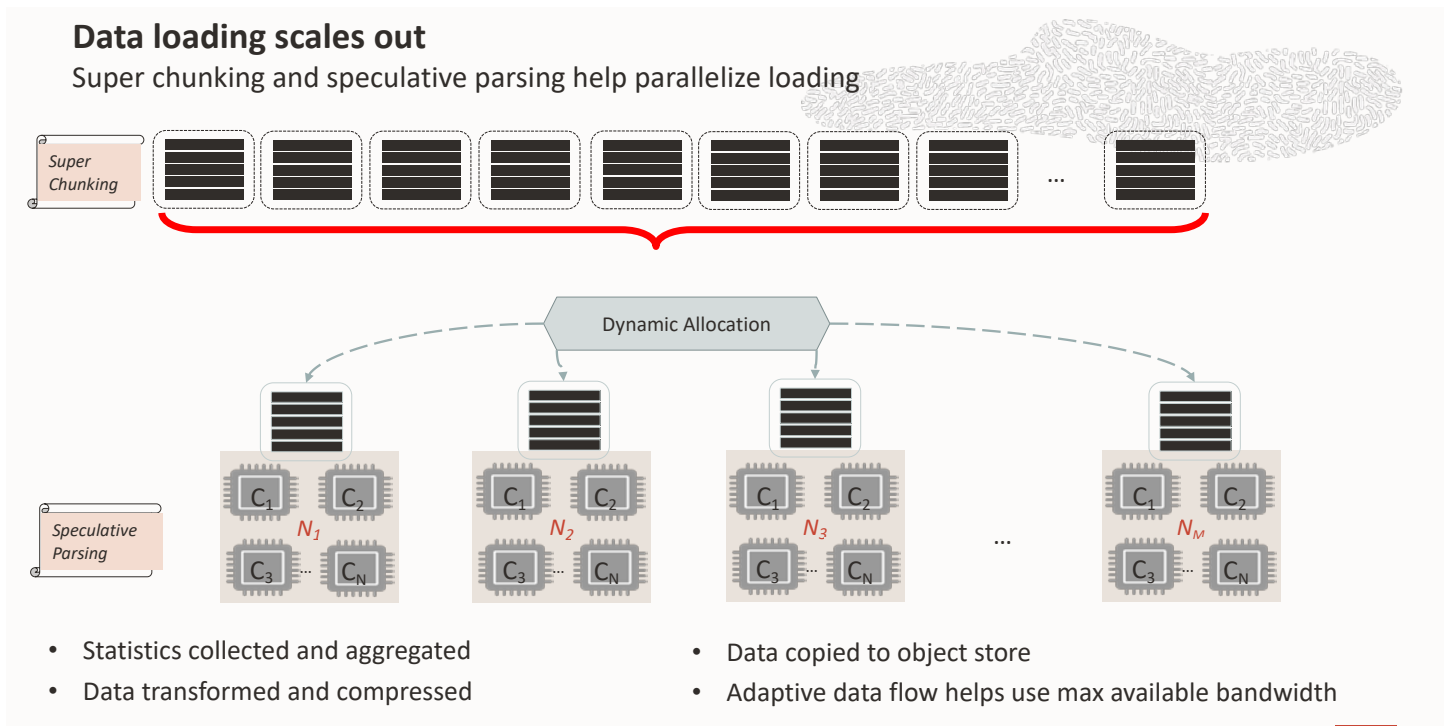 Data loading scales out
Super chunking and speculative parsing help parallelize loading
Super
Chunking
...
Dynamic Allocation
Speculative
Parsing
C1 C2
N1
C3 ... CN
C1 C2
N2
C3 ... CN
C1 C2
N3
C3 ... CN
...
C1 C2
NM
C3 ... CN
• Statistics collected and aggregated
• Data transformed and compressed
• Data copied to object store
• Adaptive data flow helps use max available bandwidth